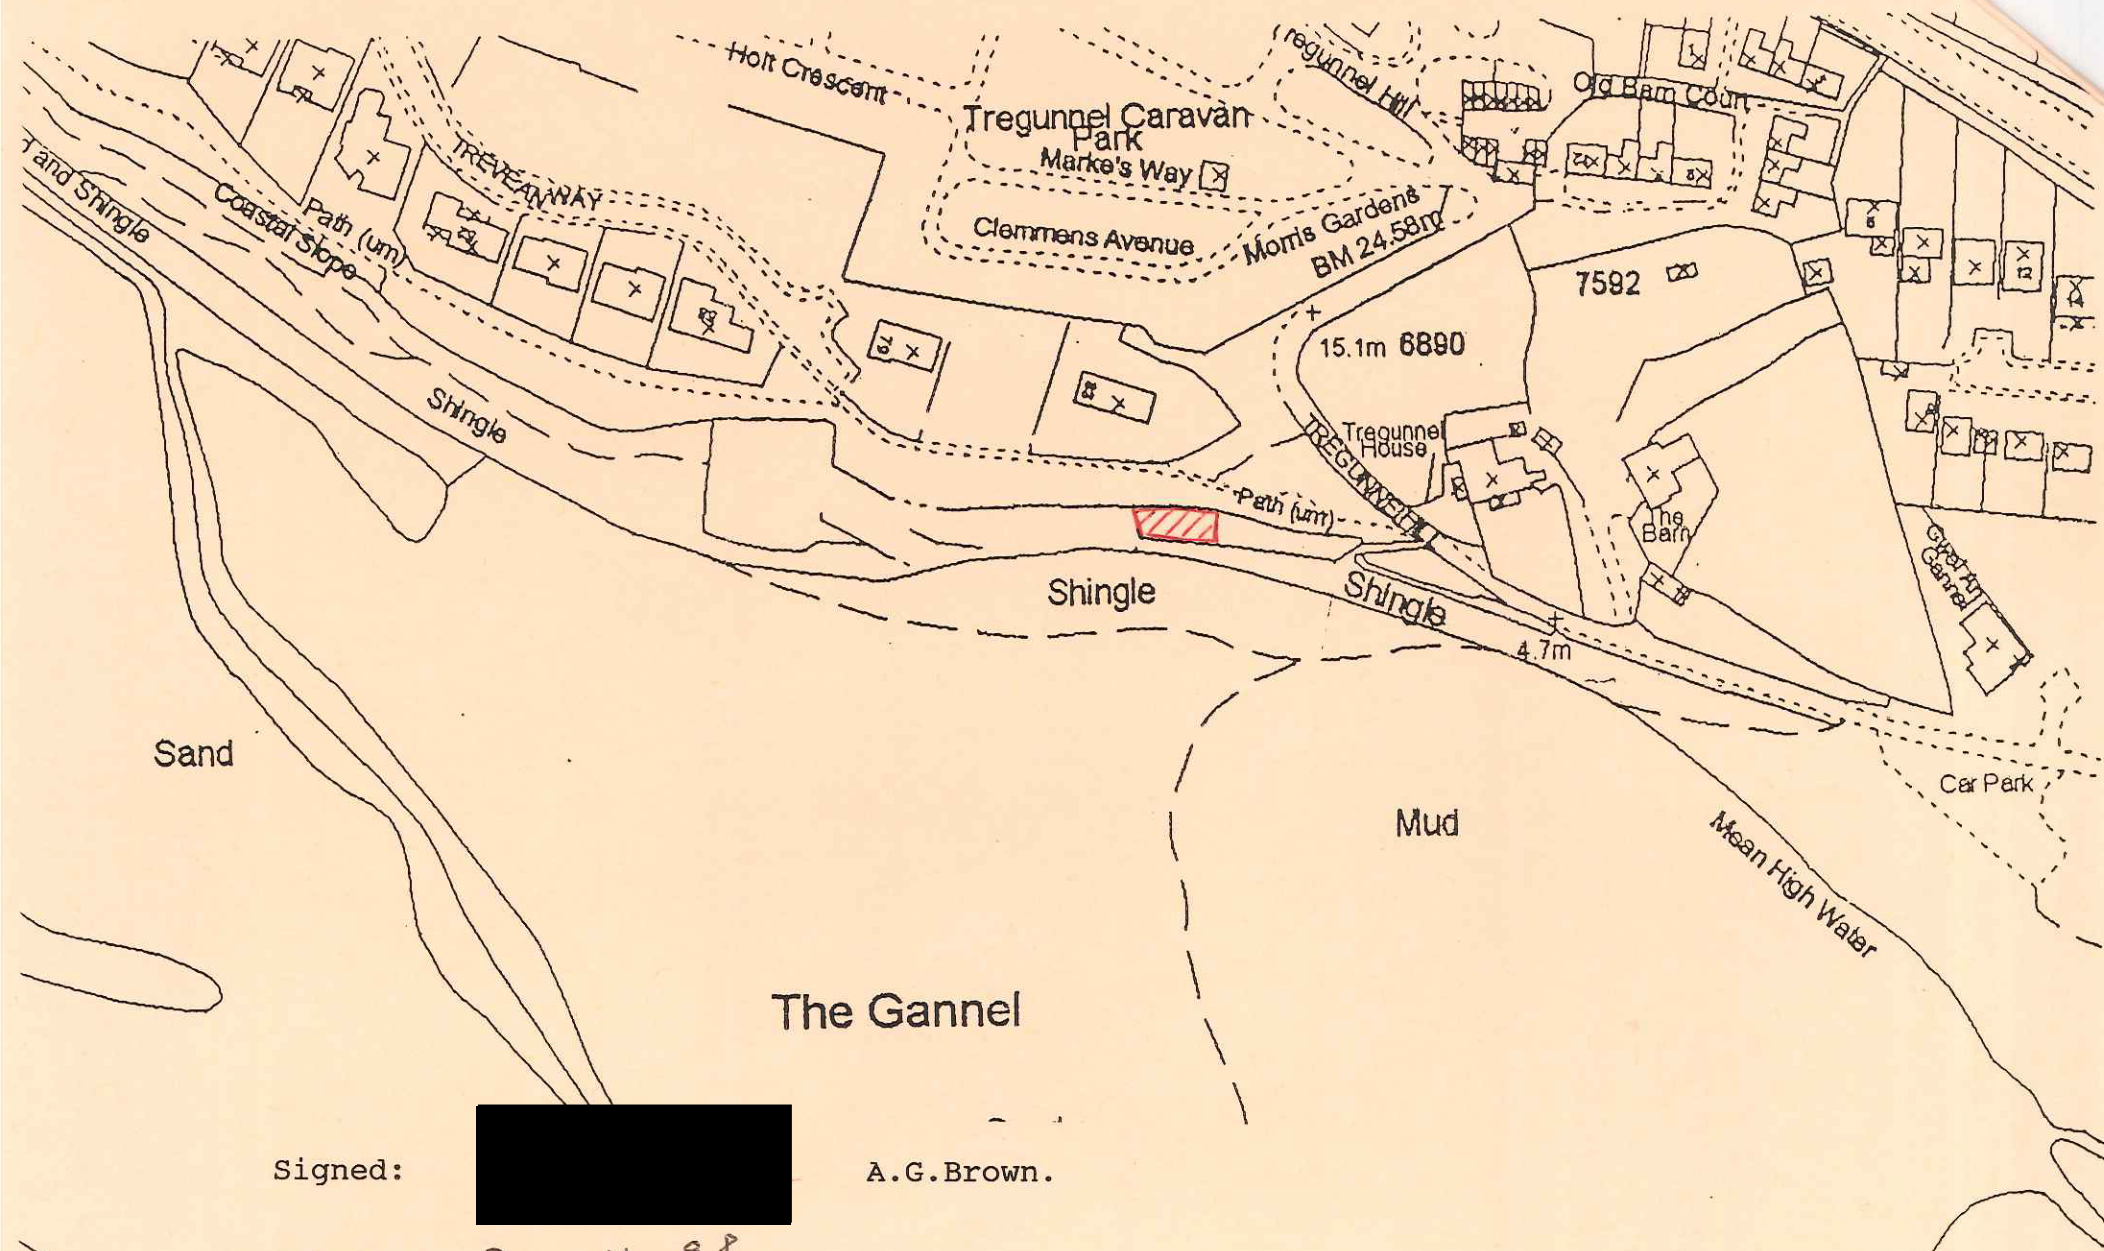 Holt Crescent
regunnel Hill
Old Barn Court
Tregunnel Caravan
Park
Marke's Way
Clemmens Avenue
Morris Gardens
BM 24.58m
TREVEAN WAY
and Shingle
Coastal Slope
Path (um)
Shingle
7592
15.1m 6890
Tregunnel
House
TREGUNNEL HILL
Path (um)
The
Barn
Shingle
Shingle
4.7m
Sand
Mud
Car Park
Mean High Water
The Gannel
Signed:
A.G.Brown.